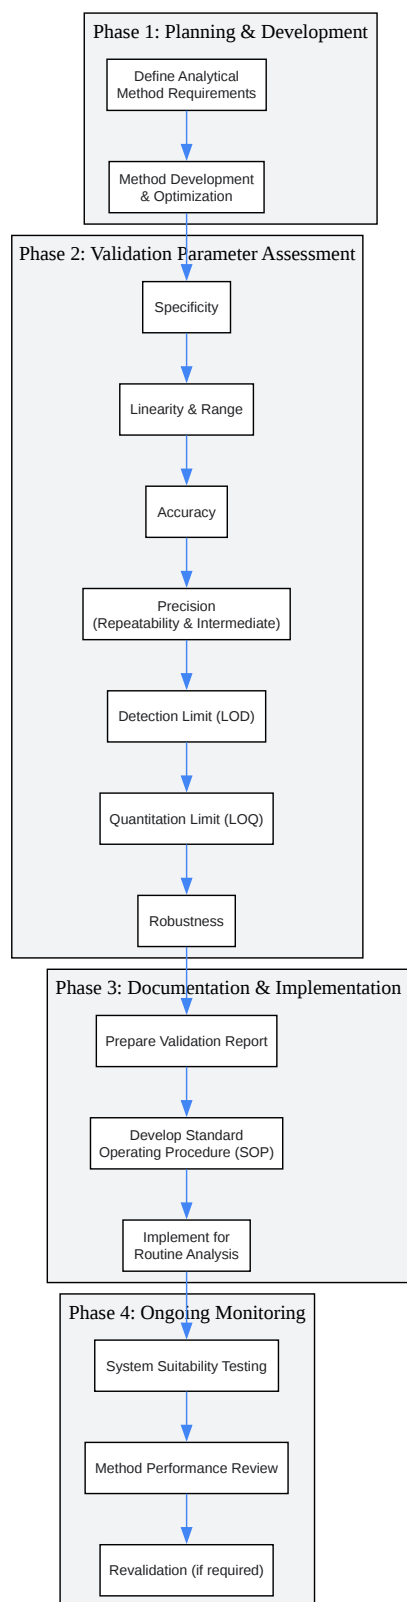 Phase 1: Planning & Development
Define Analytical
Method Requirements
Method Development
& Optimization
Phase 2: Validation Parameter Assessment
Specificity
Linearity & Range
Accuracy
Precision
(Repeatability & Intermediate)
Detection Limit (LOD)
Quantitation Limit (LOQ)
Robustness
Phase 3: Documentation & Implementation
Prepare Validation Report
Develop Standard
Operating Procedure (SOP)
Implement for
Routine Analysis
Phase 4: Ongoing Monitoring
System Suitability Testing
Method Performance Review
Revalidation (if required)